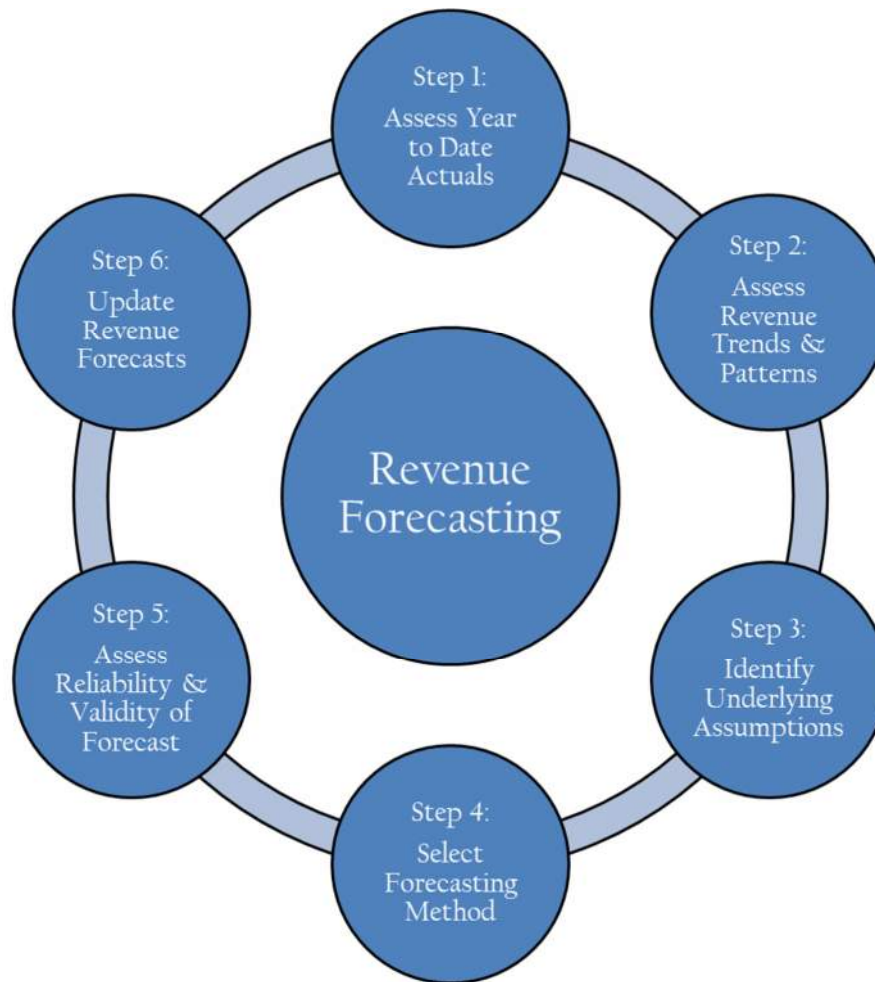 Step 1:
Assess Year
to Date
Actuals
Step 2:
Assess
Revenue
Trends &
Patterns
Step 3:
Identify
Underlying
Assumptions
Step 4:
Select
Forecasting
Method
Step 5:
Assess
Reliability &
Validity of
Forecast
Step 6:
Update
Revenue
Forecasts
Revenue
Forecasting